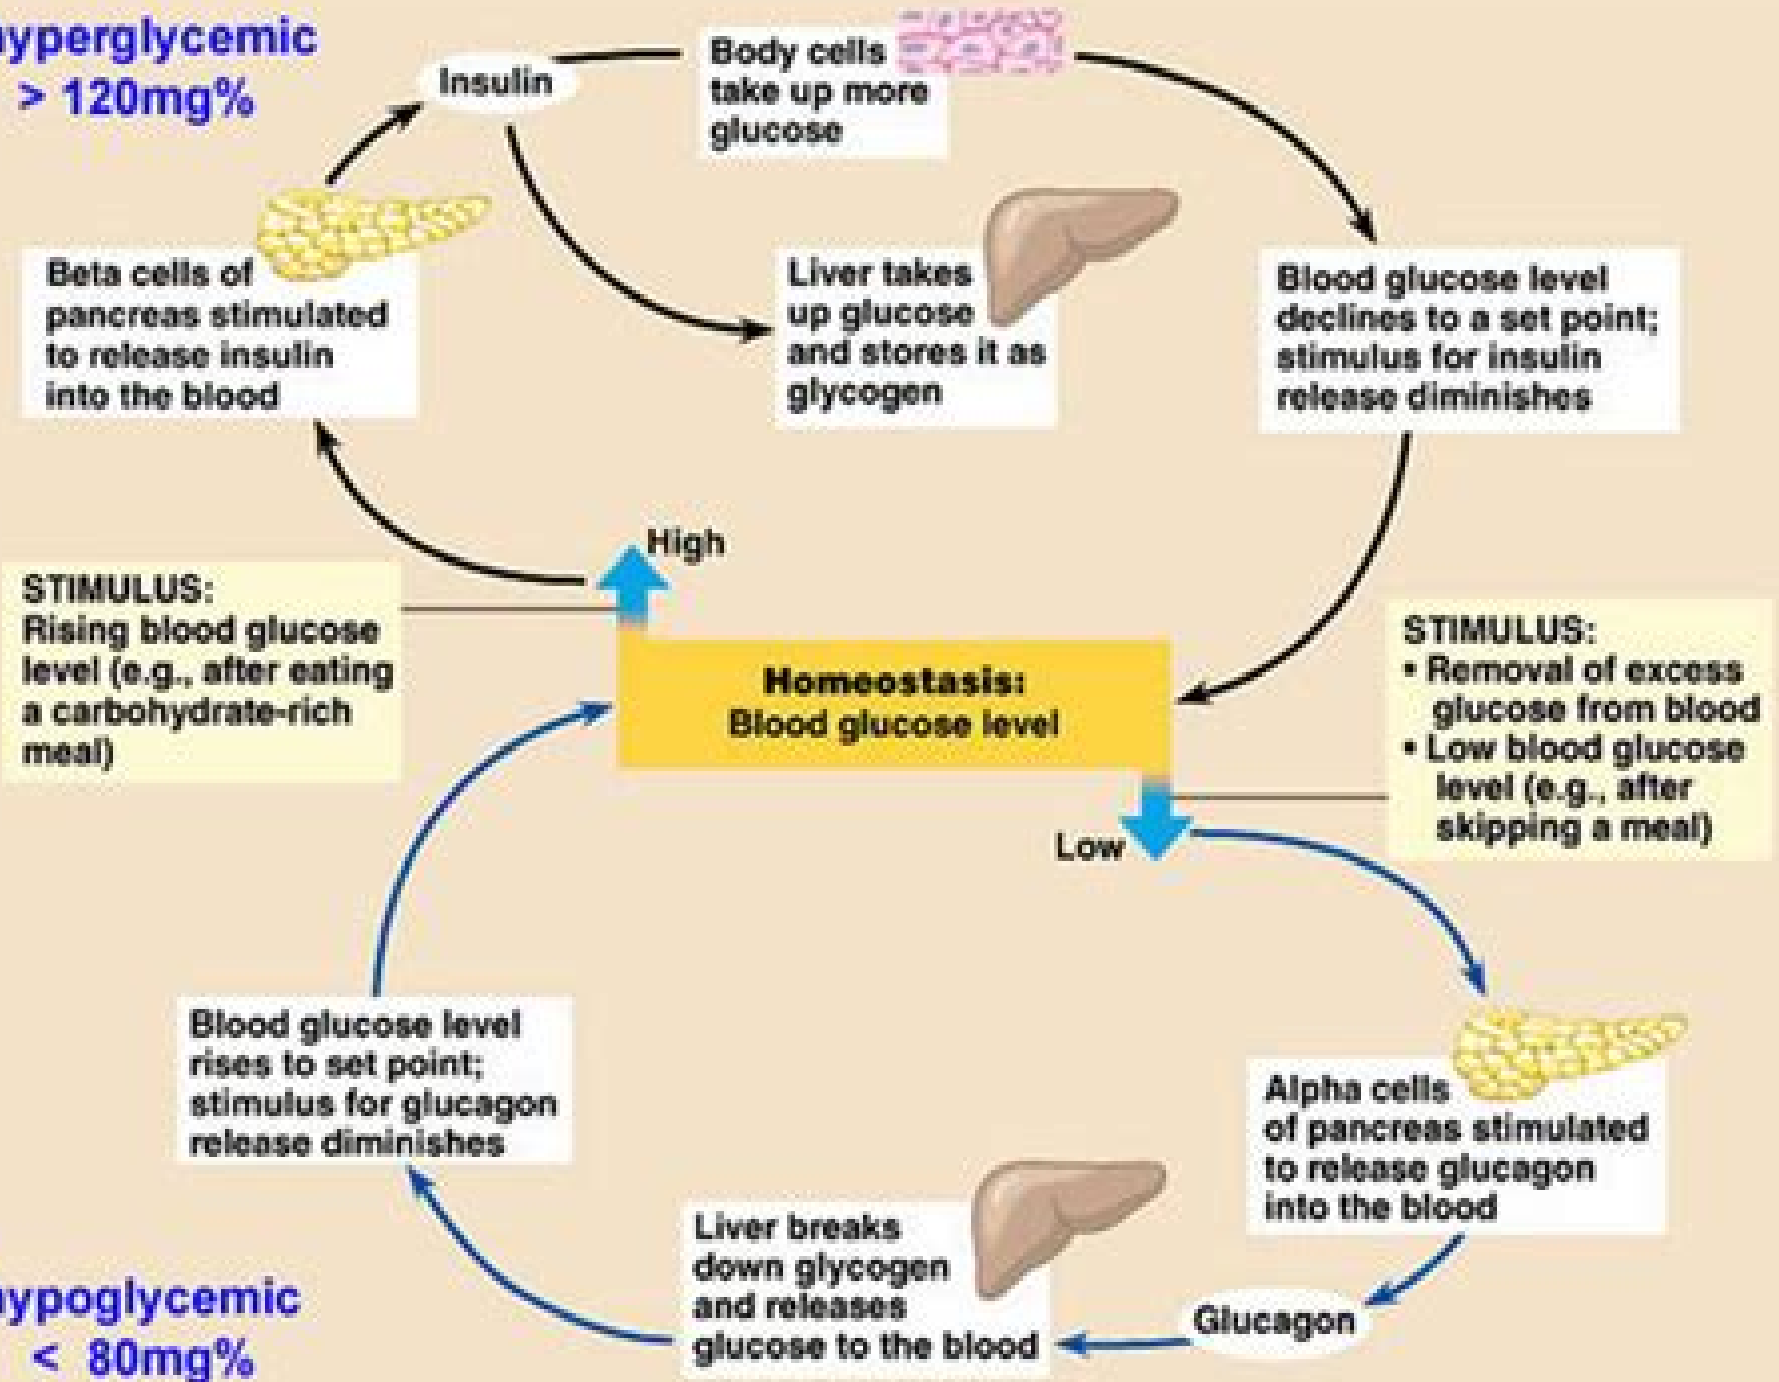 hyperglycemic
> 120mg%
Insulin
Body cells
take up more
glucose
Beta cells of
pancreas stimulated
to release insulin
into the blood
Liver takes
up glucose
and stores it as
glycogen
Blood glucose level
declines to a set point;
stimulus for insulin
release diminishes
High
STIMULUS:
Rising blood glucose
level (e.g., after eating
a carbohydrate-rich
meal)
Homeostasis:
Blood glucose level
STIMULUS:
• Removal of excess
glucose from blood
• Low blood glucose
level (e.g., after
skipping a meal)
Low
Blood glucose level
rises to set point;
stimulus for glucagon
release diminishes
Alpha cells
of pancreas stimulated
to release glucagon
into the blood
Liver breaks
down glycogen
and releases
glucose to the blood
Glucagon
hypoglycemic
< 80mg%